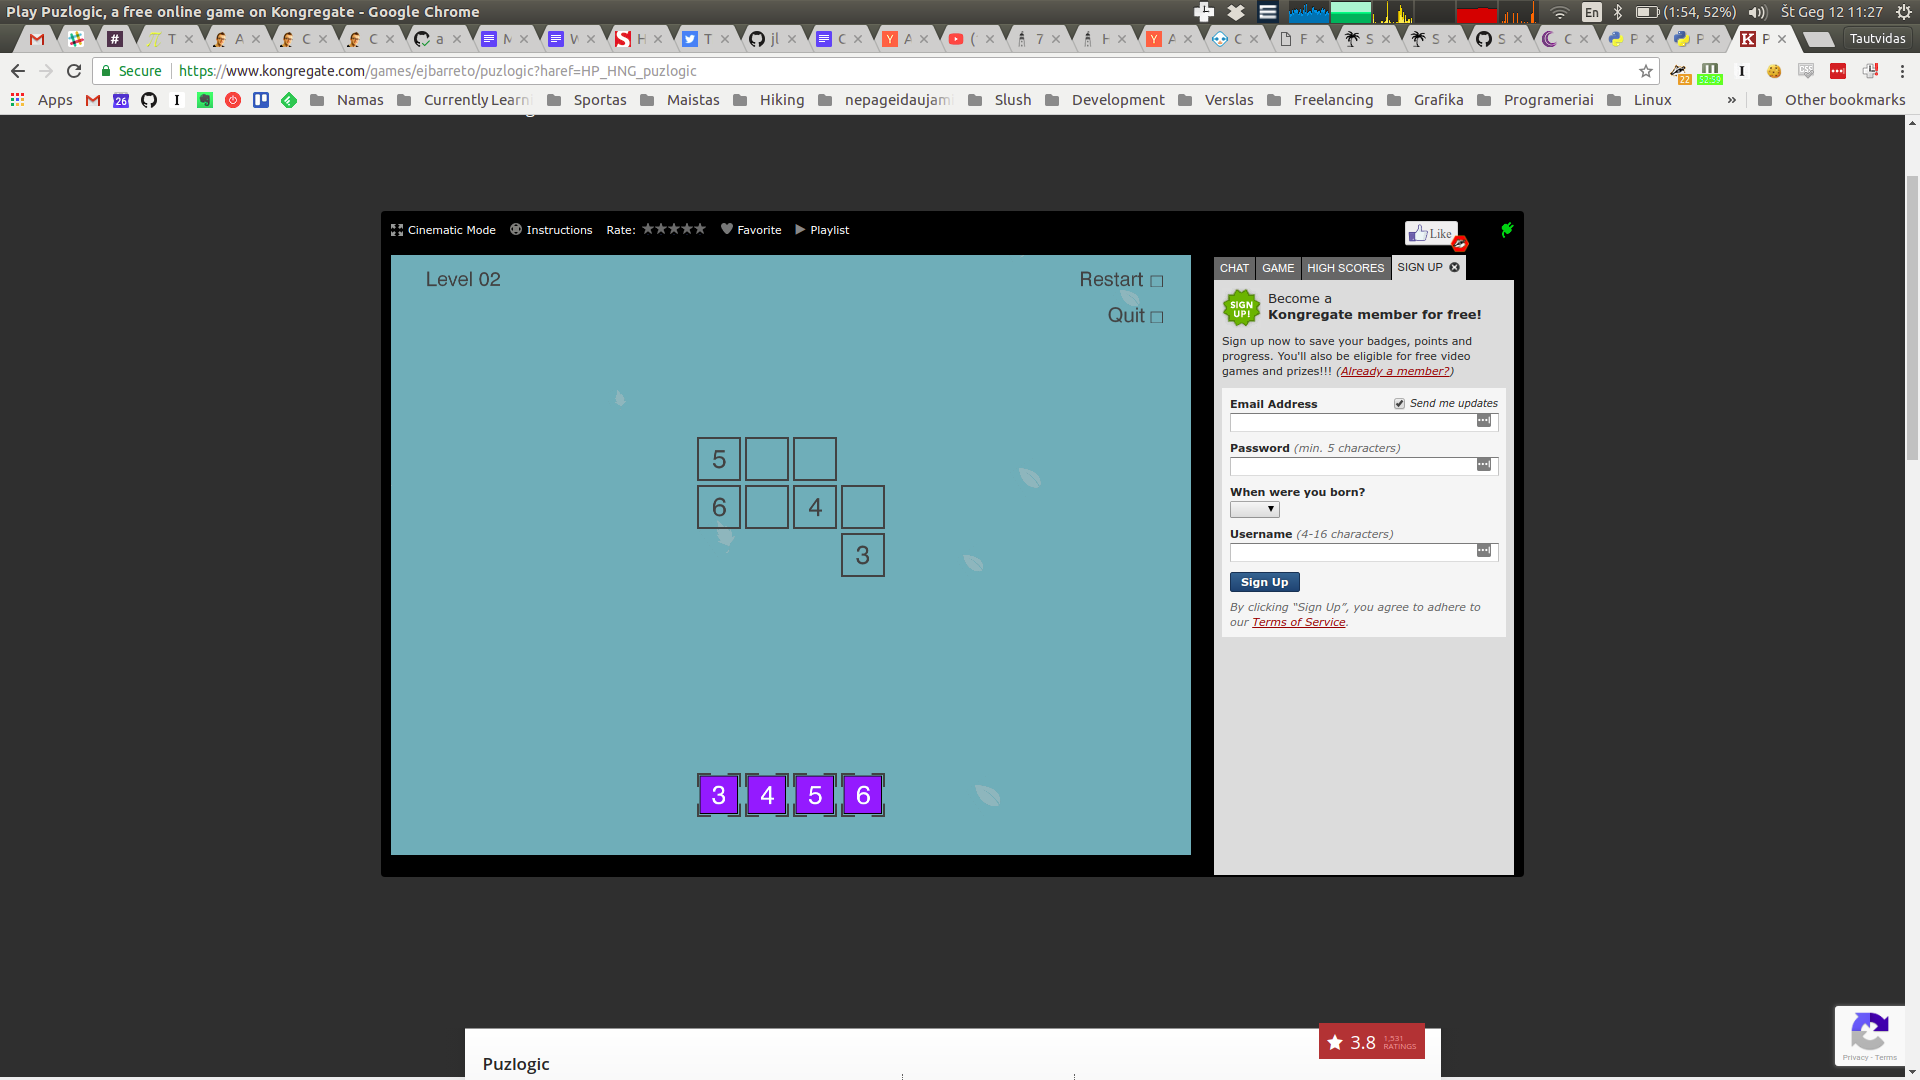 Play Puzlogic, a free online game on Kongregate - Google Chrome
En (1:54, 52%) Št Geg 12 11:27
# T A C C a N W H T jl C A ( 7 H A C F S S S C P P P Tautvidas
Secure https://www.kongregate.com/games/ejbarreto/puzlogic?haref=HP_HNG_puzlogic
Apps Namas Currently Learni Sportas Maistas Hiking nepageidaujami Slush Development Verslas Freelancing Grafika Programeriai Linux » Other bookmarks
Cinematic Mode Instructions Rate: Favorite Playlist Like
Level 02
Restart
Quit
5
6 4
3
3 4 5 6
CHAT GAME HIGH SCORES SIGN UP
SIGN UP!
Become a
Kongregate member for free!
Sign up now to save your badges, points and
progress. You'll also be eligible for free video
games and prizes!!! (Already a member?)
Email Address Send me updates
Password (min. 5 characters)
When were you born?
Username (4-16 characters)
Sign Up
By clicking “Sign Up”, you agree to adhere to
our Terms of Service.
3.8 1,531 RATINGS
Puzlogic
Privacy - Terms